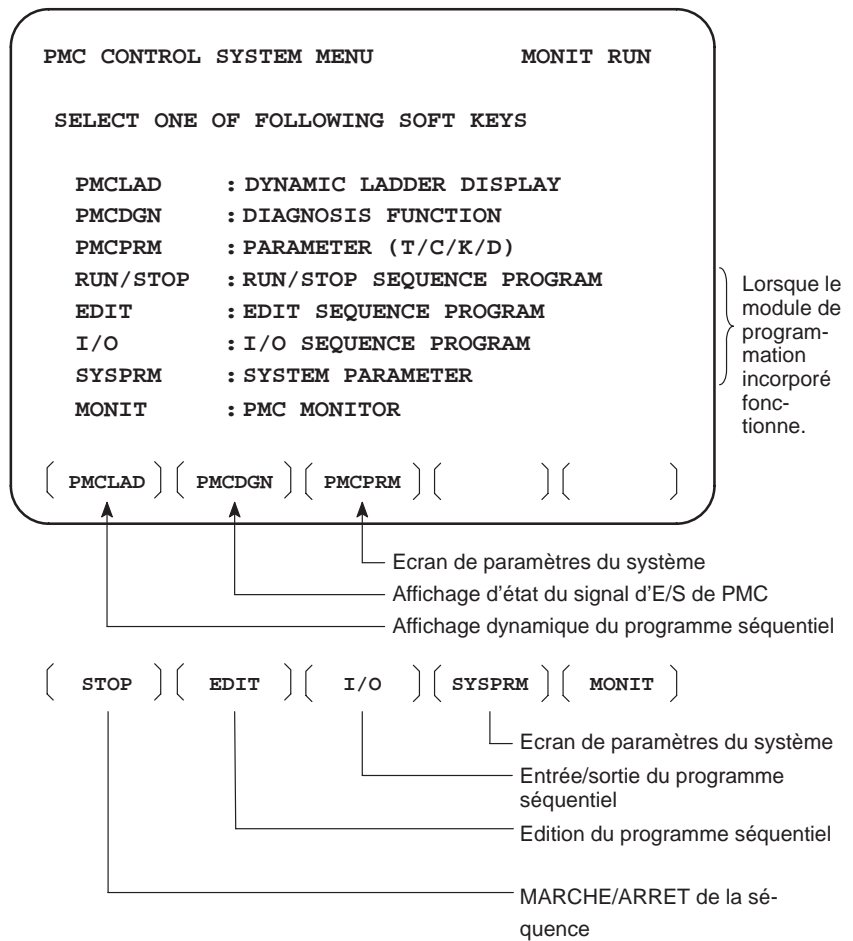 PMC CONTROL SYSTEM MENU MONIT RUN
SELECT ONE OF FOLLOWING SOFT KEYS
PMCLAD : DYNAMIC LADDER DISPLAY
PMCDGN : DIAGNOSIS FUNCTION
PMCPRM : PARAMETER (T/C/K/D)
RUN/STOP : RUN/STOP SEQUENCE PROGRAM
EDIT : EDIT SEQUENCE PROGRAM
I/O : I/O SEQUENCE PROGRAM
SYSPRM : SYSTEM PARAMETER
MONIT : PMC MONITOR
Lorsque le
module de
program-
mation
incorporé
fonc-
tionne.
PMCLAD PMCDGN PMCPRM
Ecran de paramètres du système
Affichage d'état du signal d'E/S de PMC
Affichage dynamique du programme séquentiel
STOP EDIT I/O SYSPRM MONIT
Ecran de paramètres du système
Entrée/sortie du programme
séquentiel
Edition du programme séquentiel
MARCHE/ARRET de la sé-
quence